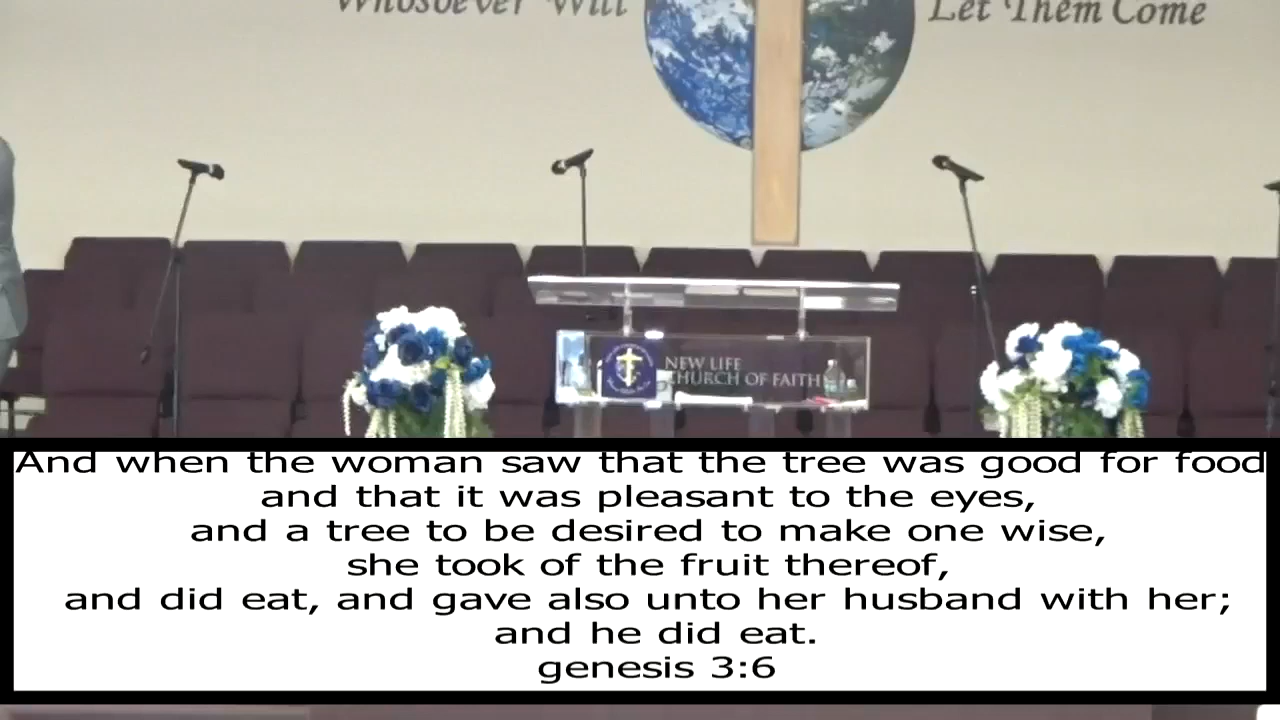 Whosoever Will
Let Them Come
NEW LIFE
CHURCH OF FAITH
And when the woman saw that the tree was good for food
and that it was pleasant to the eyes,
and a tree to be desired to make one wise,
she took of the fruit thereof,
and did eat, and gave also unto her husband with her;
and he did eat.
genesis 3:6